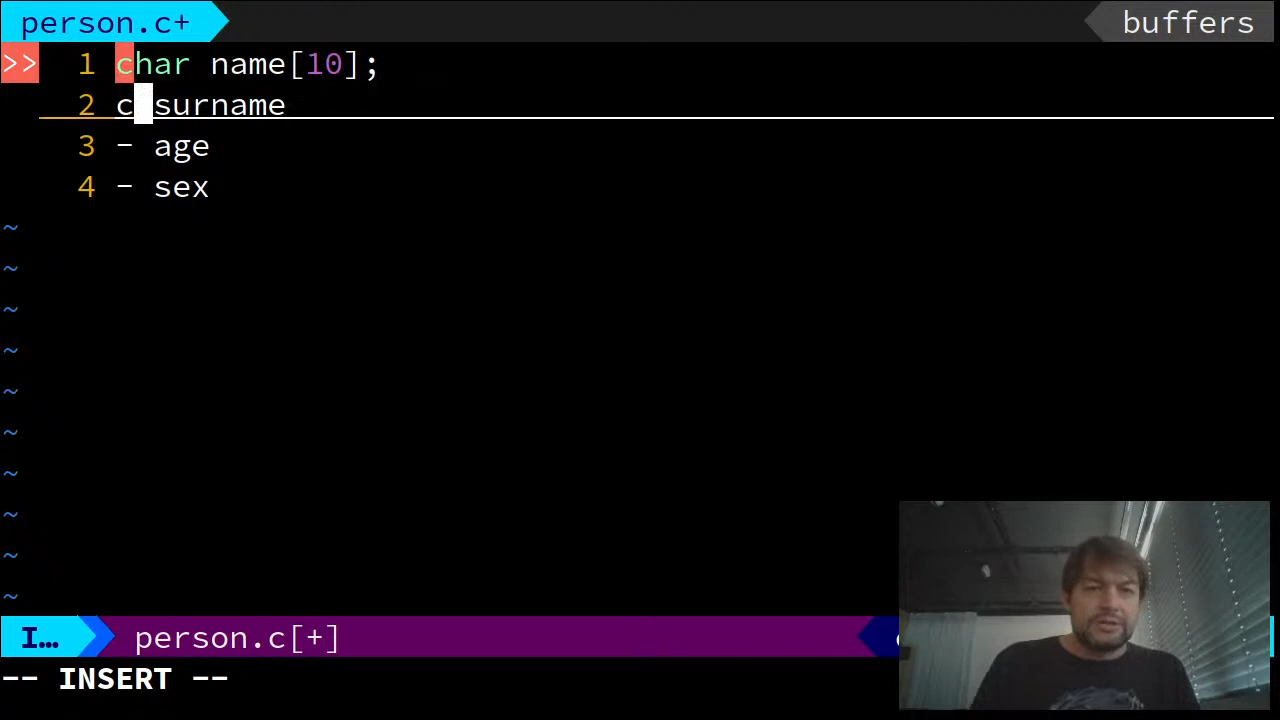 person.c+
buffers
>> 1 char name[10];
2 c surname
3 - age
4 - sex
~
~
~
~
~
~
~
~
~
~
I… person.c[+]
-- INSERT --